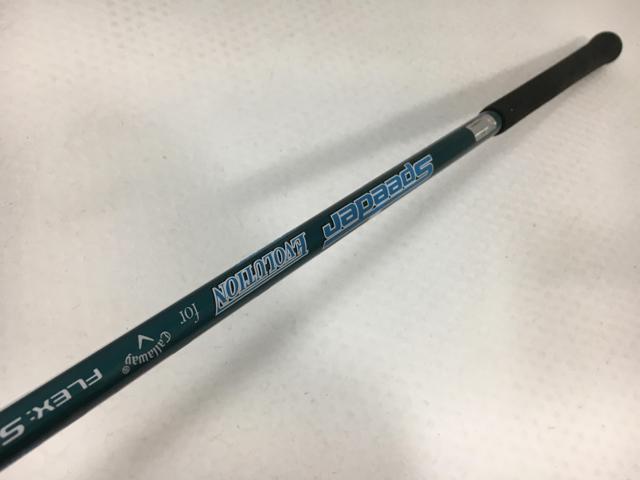 speeder
EVOLUTION
for
Callaway®
FLEX: S